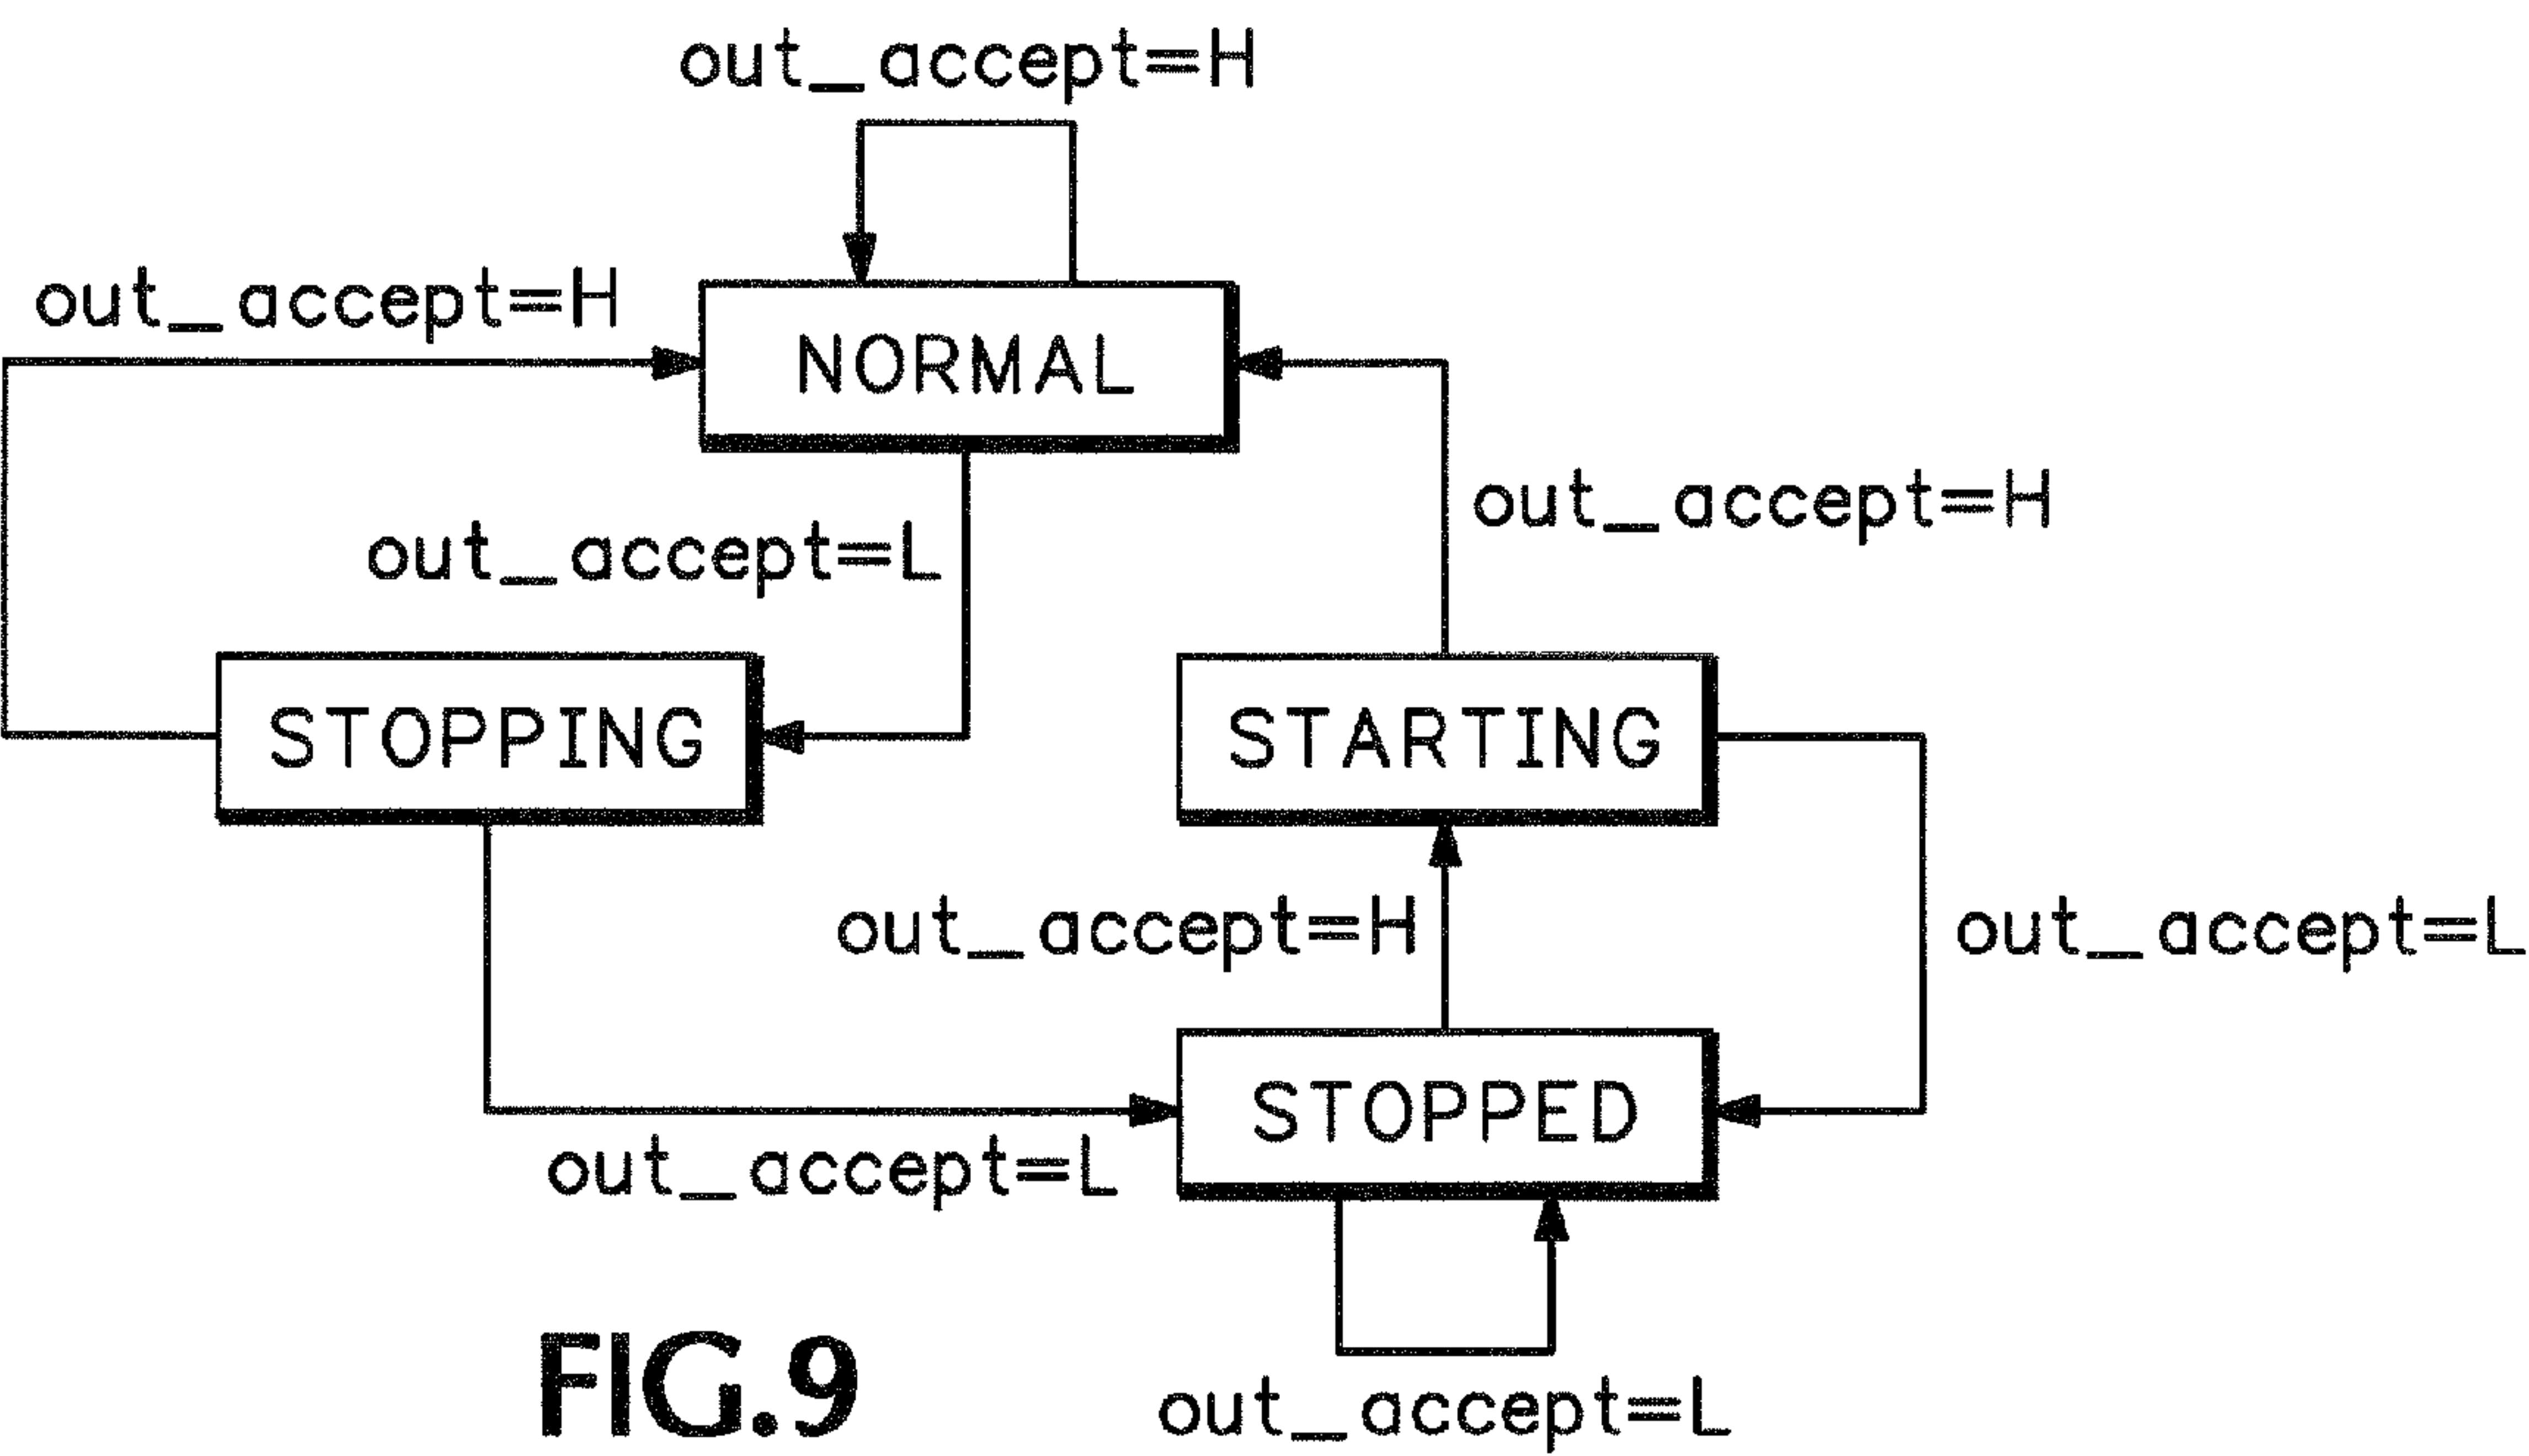 out_accept=H
out_accept=H
NORMAL
out_accept=H
out_accept=L
STOPPING
STARTING
out_accept=H
out_accept=L
STOPPED
out_accept=L
FIG.9
out_accept=L